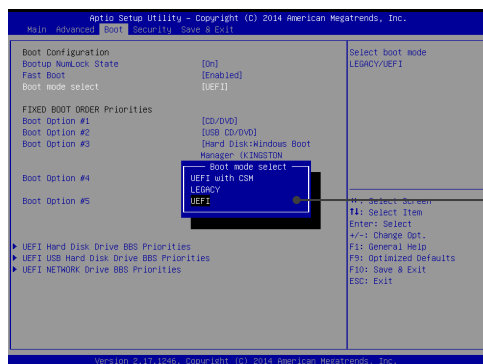 Aptio Setup Utility – Copyright (C) 2014 American Megatrends, Inc.
Main Advanced Boot Security Save & Exit
Boot Configuration
Select boot mode
Bootup NumLock State [On]
LEGACY/UEFI
Fast Boot [Enabled]
Boot mode select [UEFI]
FIXED BOOT ORDER Priorities
Boot Option #1 [CD/DVD]
Boot Option #2 [USB CD/DVD]
Boot Option #3 [Hard Disk:Windows Boot
Manager (KINGSTON
Boot mode select
Boot Option #4
UEFI with CSM
LEGACY
Boot Option #5
UEFI
: Select Screen
↑↓: Select Item
Enter: Select
+/-: Change Opt.
F1: General Help
F9: Optimized Defaults
F10: Save & Exit
ESC: Exit
UEFI Hard Disk Drive BBS Priorities
UEFI USB Hard Disk Drive BBS Priorities
UEFI NETWORK Drive BBS Priorities
Version 2.17.1246. Copyright (C) 2014 American Megatrends, Inc.